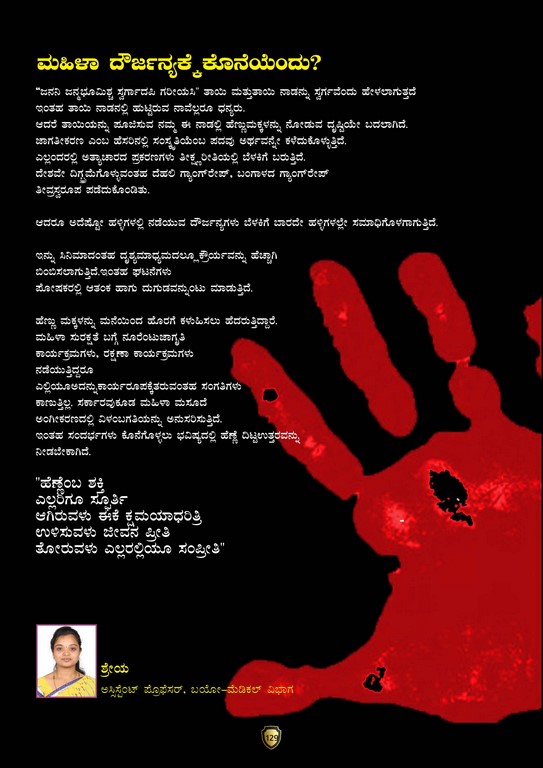 ಮಹಿಳಾ ದೌರ್ಜನ್ಯಕ್ಕೆಕೊನೆಯೆಂದು?
"ಜನನಿ ಜನ್ಮಭೂಮಿಶ್ಚ ಸ್ವರ್ಗಾದಪಿ ಗರೀಯಸಿ" ತಾಯಿ ಮತ್ತುತಾಯಿ ನಾಡನ್ನು ಸ್ವರ್ಗವೆಂದು ಹೇಳಲಾಗುತ್ತದೆ
ಇಂತಹ ತಾಯಿ ನಾಡನಲ್ಲಿ ಹುಟ್ಟಿರುವ ನಾವೆಲ್ಲರೂ ಧನ್ಯರು.
ಆದರೆ ತಾಯಿಯನ್ನು ಪೂಜಿಸುವ ನಮ್ಮ ಈ ನಾಡಲ್ಲಿ ಹೆಣ್ಣುಮಕ್ಕಳನ್ನು ನೋಡುವ ದೃಷ್ಟಿಯೇ ಬದಲಾಗಿದೆ.
ಜಾಗತೀಕರಣ ಎಂಬ ಹೆಸರಿನಲ್ಲಿ ಸಂಸ್ಕೃತಿಯೆಂಬ ಪದವು ಅರ್ಥವನ್ನೇ ಕಳೆದುಕೊಳ್ಳುತ್ತಿದೆ.
ಎಲ್ಲಂದರಲ್ಲಿ ಅತ್ಯಾಚಾರದ ಪ್ರಕರಣಗಳು ತೀಕ್ಷ್ಣರೀತಿಯಲ್ಲಿ ಬೆಳಕಿಗೆ ಬರುತ್ತಿದೆ.
ದೇಶವೇ ದಿಗ್ಭ್ರಮೆಗೊಳ್ಳುವಂತಹ ದೆಹಲಿ ಗ್ಯಾಂಗ್‌ರೇಪ್, ಬಂಗಾಳದ ಗ್ಯಾಂಗ್‌ರೇಪ್
ತೀವ್ರಸ್ವರೂಪ ಪಡೆದುಕೊಂಡಿತು.
ಆದರೂ ಅದೆಷ್ಟೋ ಹಳ್ಳಿಗಳಲ್ಲಿ ನಡೆಯುವ ದೌರ್ಜನ್ಯಗಳು ಬೆಳಕಿಗೆ ಬಾರದೇ ಹಳ್ಳಿಗಳಲ್ಲೇ ಸಮಾಧಿಗೊಳಗಾಗುತ್ತಿದೆ.
ಇನ್ನು ಸಿನಿಮಾದಂತಹ ದೃಶ್ಯಮಾಧ್ಯಮದಲ್ಲೂ ಕ್ರೌರ್ಯವನ್ನು ಹೆಚ್ಚಾಗಿ
ಬಿಂಬಿಸಲಾಗುತ್ತಿದೆ.ಇಂತಹ ಘಟನೆಗಳು
ಪೋಷಕರಲ್ಲಿ ಆತಂಕ ಹಾಗು ದುಗುಡವನ್ನುಂಟು ಮಾಡುತ್ತಿದೆ.
ಹೆಣ್ಣು ಮಕ್ಕಳನ್ನು ಮನೆಯಿಂದ ಹೊರಗೆ ಕಳುಹಿಸಲು ಹೆದರುತ್ತಿದ್ದಾರೆ.
ಮಹಿಳಾ ಸುರಕ್ಷತೆ ಬಗ್ಗೆ ನೂರೆಂಟುಜಾಗೃತಿ
ಕಾರ್ಯಕ್ರಮಗಳು, ರಕ್ಷಣಾ ಕಾರ್ಯಕ್ರಮಗಳು
ನಡೆಯುತ್ತಿದ್ದರೂ
ಎಲ್ಲಿಯೂಅದನ್ನುಕಾರ್ಯರೂಪಕ್ಕೆತರುವಂತಹ ಸಂಗತಿಗಳು
ಕಾಣುತ್ತಿಲ್ಲ. ಸರ್ಕಾರವುಕೂಡ ಮಹಿಳಾ ಮಸೂದೆ
ಅಂಗೀಕರಣದಲ್ಲಿ ವಿಳಂಬಗತಿಯನ್ನು ಅನುಸರಿಸುತ್ತಿದೆ.
ಇಂತಹ ಸಂದರ್ಭಗಳು ಕೊನೆಗೊಳ್ಳಲು ಭವಿಷ್ಯದಲ್ಲಿ ಹೆಣ್ಣೆ ದಿಟ್ಟಉತ್ತರವನ್ನು
ನೀಡಬೇಕಾಗಿದೆ.
"ಹೆಣ್ಣೆಂಬ ಶಕ್ತಿ
ಎಲ್ಲರಿಗೂ ಸ್ಫೂರ್ತಿ
ಆಗಿರುವಳು ಈಕೆ ಕ್ಷಮಯಾಧರಿತ್ರಿ
ಉಳಿಸುವಳು ಜೀವನ ಪ್ರೀತಿ
ತೋರುವಳು ಎಲ್ಲರಲ್ಲಿಯೂ ಸಂಪ್ರೀತಿ"
ಶ್ರೇಯ
ಅಸ್ಸಿಸ್ಟೆಂಟ್ ಪ್ರೊಫೆಸರ್, ಬಯೋ-ಮೆಡಿಕಲ್ ವಿಭಾಗ
129